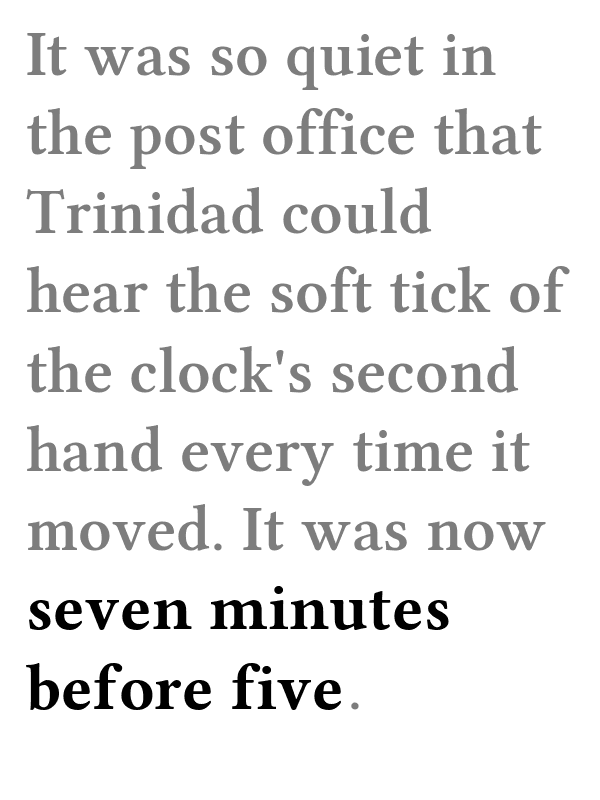 It was so quiet in
the post office that
Trinidad could
hear the soft tick of
the clock's second
hand every time it
moved. It was now
seven minutes
before five.